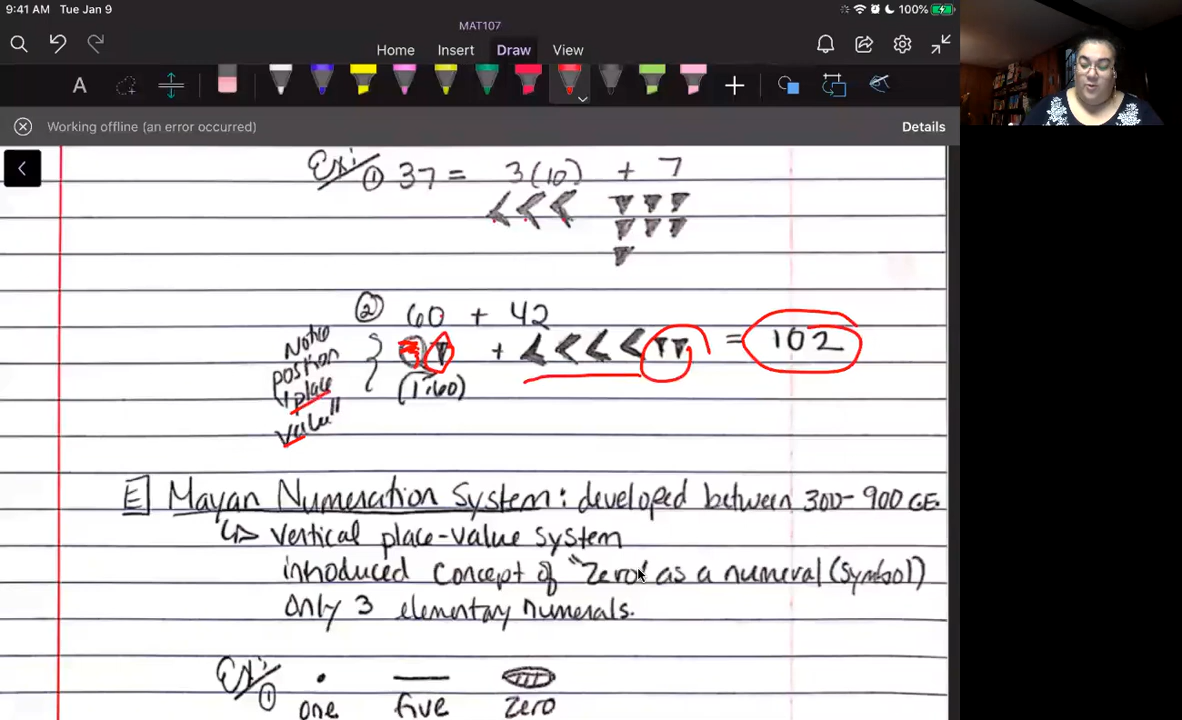 9:41 AM Tue Jan 9
100%
MAT107
Home Insert Draw View
A
Working offline (an error occurred)
Details
Ex:
① 37 = 3(10) + 7
② 60 + 42
+ = 102
(1·60)
Notice
position
"place
value"
E Mayan Numeration System: developed between 300-900 CE.
↳ vertical place-value system
introduced concept of "Zero" as a numeral (symbol)
only 3 elementary numerals.
Ex:
①
one five zero